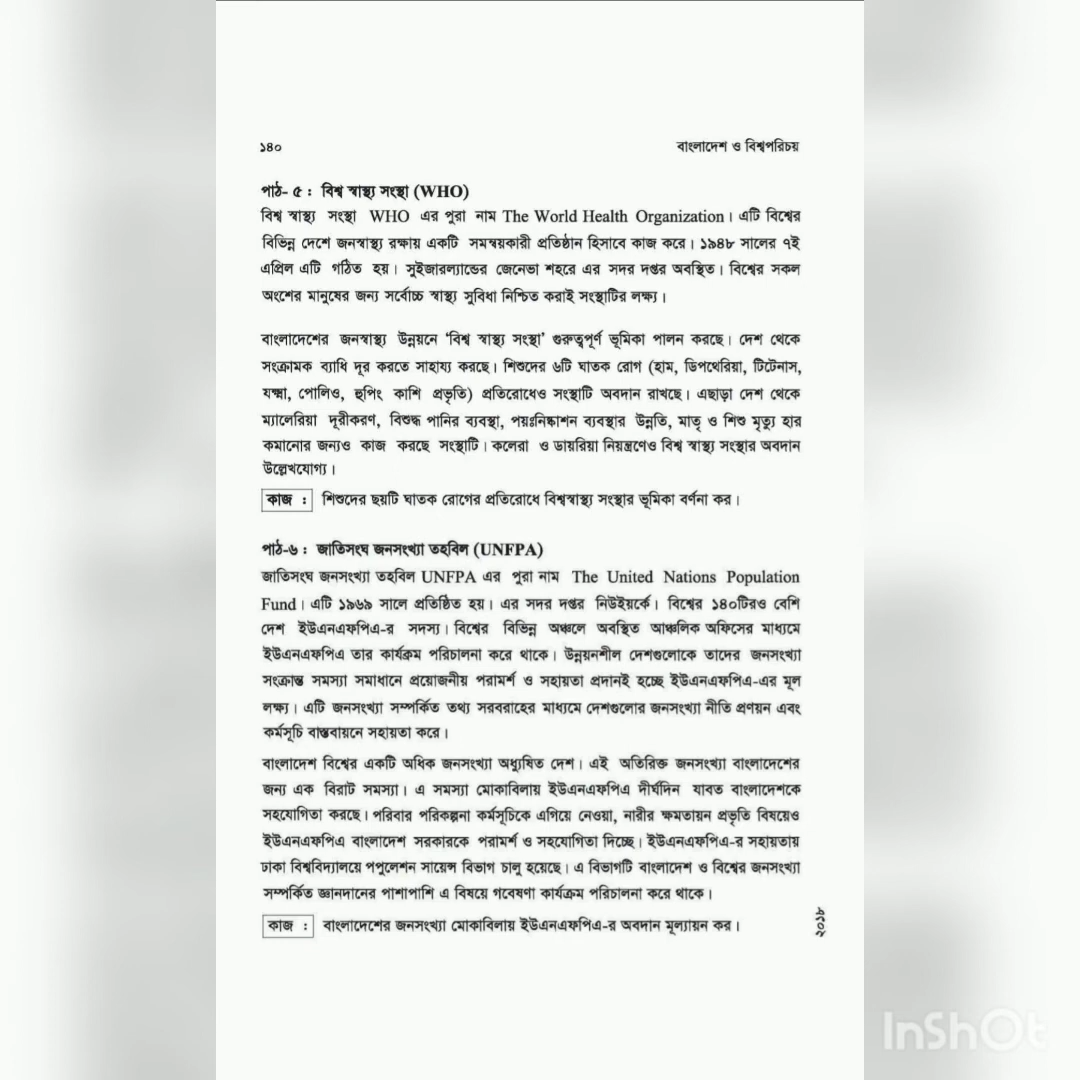 ১৪০
বাংলাদেশ ও বিশ্বপরিচয়
পাঠ- ৫ : বিশ্ব স্বাস্থ্য সংস্থা (WHO)
বিশ্ব স্বাস্থ্য সংস্থা WHO এর পুরা নাম The World Health Organization। এটি বিশ্বের
বিভিন্ন দেশে জনস্বাস্থ্য রক্ষায় একটি সমন্বয়কারী প্রতিষ্ঠান হিসাবে কাজ করে। ১৯৪৮ সালের ৭ই
এপ্রিল এটি গঠিত হয়। সুইজারল্যান্ডের জেনেভা শহরে এর সদর দপ্তর অবস্থিত। বিশ্বের সকল
অংশের মানুষের জন্য সর্বোচ্চ স্বাস্থ্য সুবিধা নিশ্চিত করাই সংস্থাটির লক্ষ্য।
বাংলাদেশের জনস্বাস্থ্য উন্নয়নে ‘বিশ্ব স্বাস্থ্য সংস্থা’ গুরুত্বপূর্ণ ভূমিকা পালন করছে। দেশ থেকে
সংক্রামক ব্যাধি দূর করতে সাহায্য করছে। শিশুদের ৬টি ঘাতক রোগ (হাম, ডিপথেরিয়া, টিটেনাস,
যক্ষ্মা, পোলিও, হুপিং কাশি প্রভৃতি) প্রতিরোধেও সংস্থাটি অবদান রাখছে। এছাড়া দেশ থেকে
ম্যালেরিয়া দূরীকরণ, বিশুদ্ধ পানির ব্যবস্থা, পয়ঃনিষ্কাশন ব্যবস্থার উন্নতি, মাতৃ ও শিশু মৃত্যু হার
কমানোর জন্যও কাজ করছে সংস্থাটি। কলেরা ও ডায়রিয়া নিয়ন্ত্রণেও বিশ্ব স্বাস্থ্য সংস্থার অবদান
উল্লেখযোগ্য।
কাজ : শিশুদের ছয়টি ঘাতক রোগের প্রতিরোধে বিশ্বস্বাস্থ্য সংস্থার ভূমিকা বর্ণনা কর।
পাঠ-৬ : জাতিসংঘ জনসংখ্যা তহবিল (UNFPA)
জাতিসংঘ জনসংখ্যা তহবিল UNFPA এর পুরা নাম The United Nations Population
Fund। এটি ১৯৬৯ সালে প্রতিষ্ঠিত হয়। এর সদর দপ্তর নিউইয়র্কে। বিশ্বের ১৪০টিরও বেশি
দেশ ইউএনএফপিএ-র সদস্য। বিশ্বের বিভিন্ন অঞ্চলে অবস্থিত আঞ্চলিক অফিসের মাধ্যমে
ইউএনএফপিএ তার কার্যক্রম পরিচালনা করে থাকে। উন্নয়নশীল দেশগুলোকে তাদের জনসংখ্যা
সংক্রান্ত সমস্যা সমাধানে প্রয়োজনীয় পরামর্শ ও সহায়তা প্রদানই হচ্ছে ইউএনএফপিএ-এর মূল
লক্ষ্য। এটি জনসংখ্যা সম্পর্কিত তথ্য সরবরাহের মাধ্যমে দেশগুলোর জনসংখ্যা নীতি প্রণয়ন এবং
কর্মসূচি বাস্তবায়নে সহায়তা করে।
বাংলাদেশ বিশ্বের একটি অধিক জনসংখ্যা অধ্যুষিত দেশ। এই অতিরিক্ত জনসংখ্যা বাংলাদেশের
জন্য এক বিরাট সমস্যা। এ সমস্যা মোকাবিলায় ইউএনএফপিএ দীর্ঘদিন যাবত বাংলাদেশকে
সহযোগিতা করছে। পরিবার পরিকল্পনা কর্মসূচিকে এগিয়ে নেওয়া, নারীর ক্ষমতায়ন প্রভৃতি বিষয়েও
ইউএনএফপিএ বাংলাদেশ সরকারকে পরামর্শ ও সহযোগিতা দিচ্ছে। ইউএনএফপিএ-র সহায়তায়
ঢাকা বিশ্ববিদ্যালয়ে পপুলেশন সায়েন্স বিভাগ চালু হয়েছে। এ বিভাগটি বাংলাদেশ ও বিশ্বের জনসংখ্যা
সম্পর্কিত জ্ঞানদানের পাশাপাশি এ বিষয়ে গবেষণা কার্যক্রম পরিচালনা করে থাকে।
কাজ : বাংলাদেশের জনসংখ্যা মোকাবিলায় ইউএনএফপিএ-র অবদান মূল্যায়ন কর।
২০১৮
InShOt